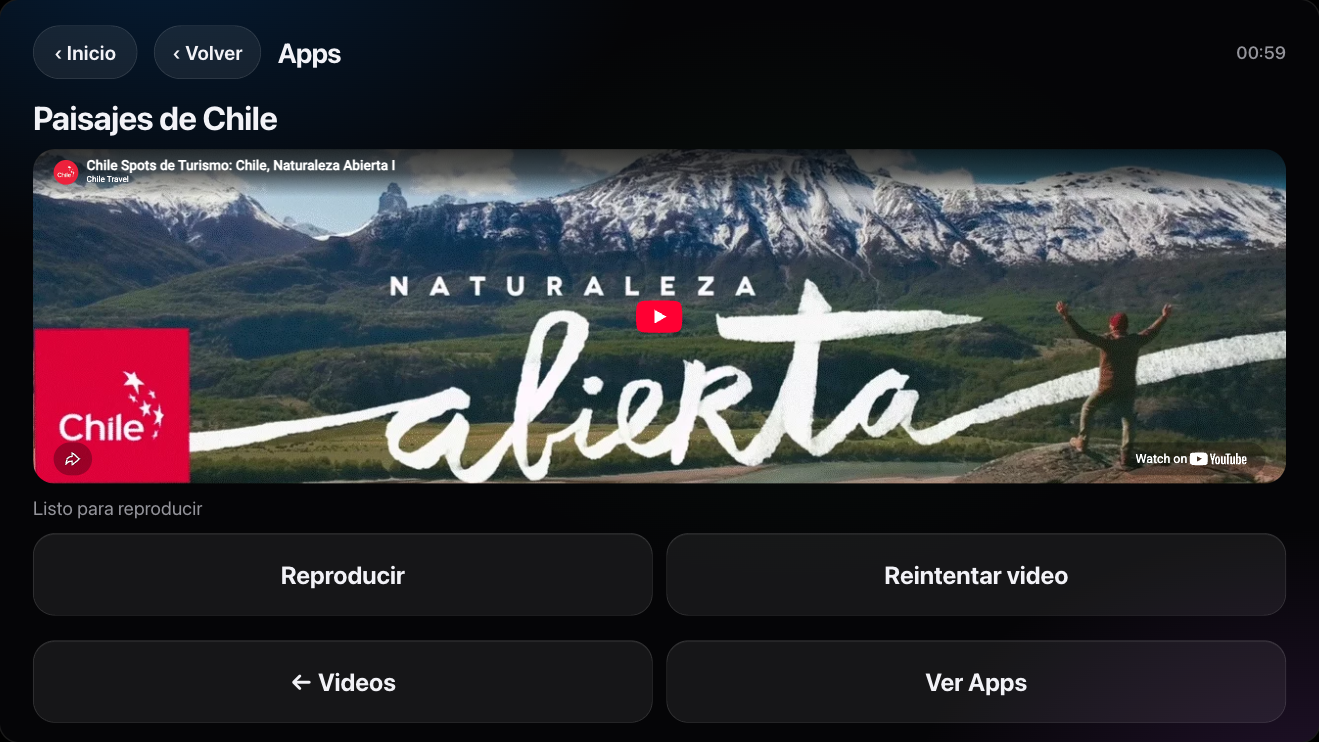 ‹ Inicio
‹ Volver
Apps
00:59
Paisajes de Chile
Chile Spots de Turismo: Chile, Naturaleza Abierta I
Chile Travel
Chile
NATURALEZA
abierta
Chile
Watch on YouTube
Listo para reproducir
Reproducir
Reintentar video
← Videos
Ver Apps